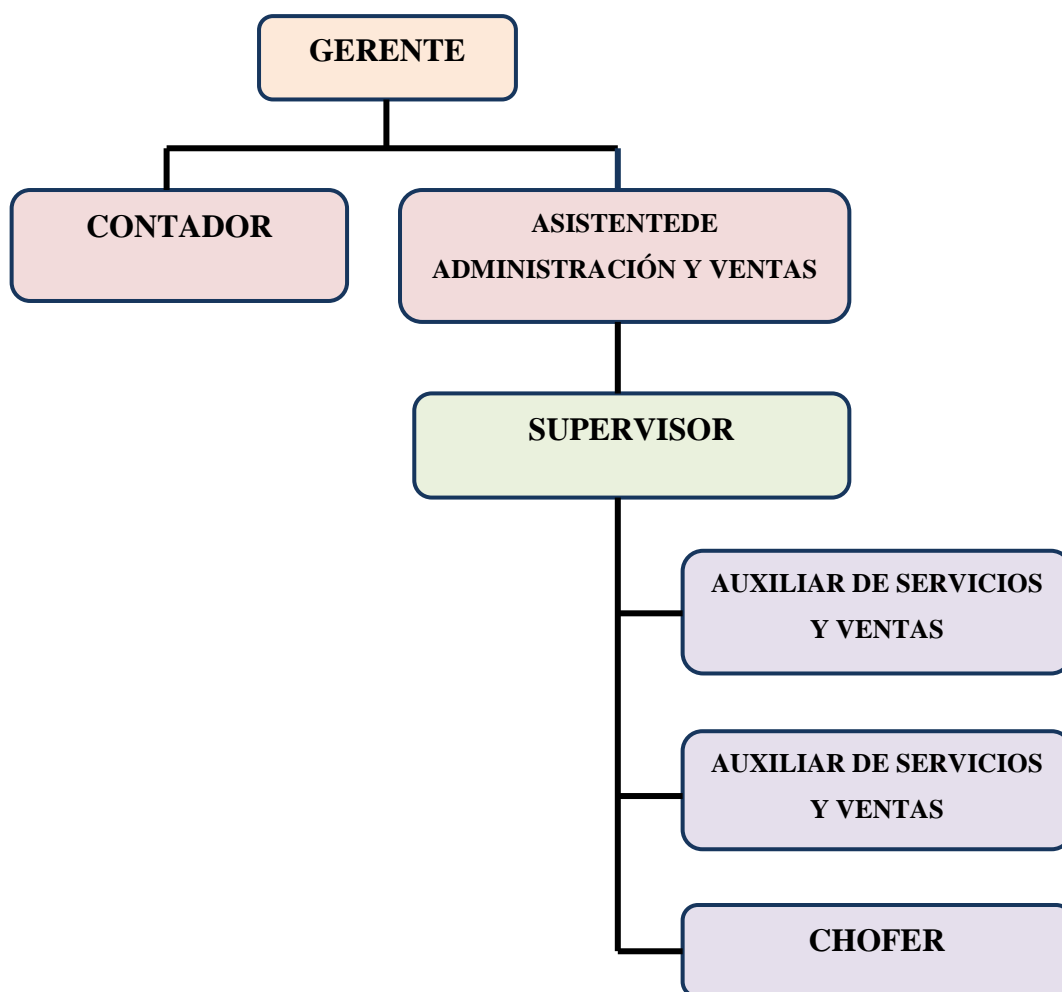 GERENTE
CONTADOR
ASISTENTEDE
ADMINISTRACIÓN Y VENTAS
SUPERVISOR
AUXILIAR DE SERVICIOS
Y VENTAS
AUXILIAR DE SERVICIOS
Y VENTAS
CHOFER